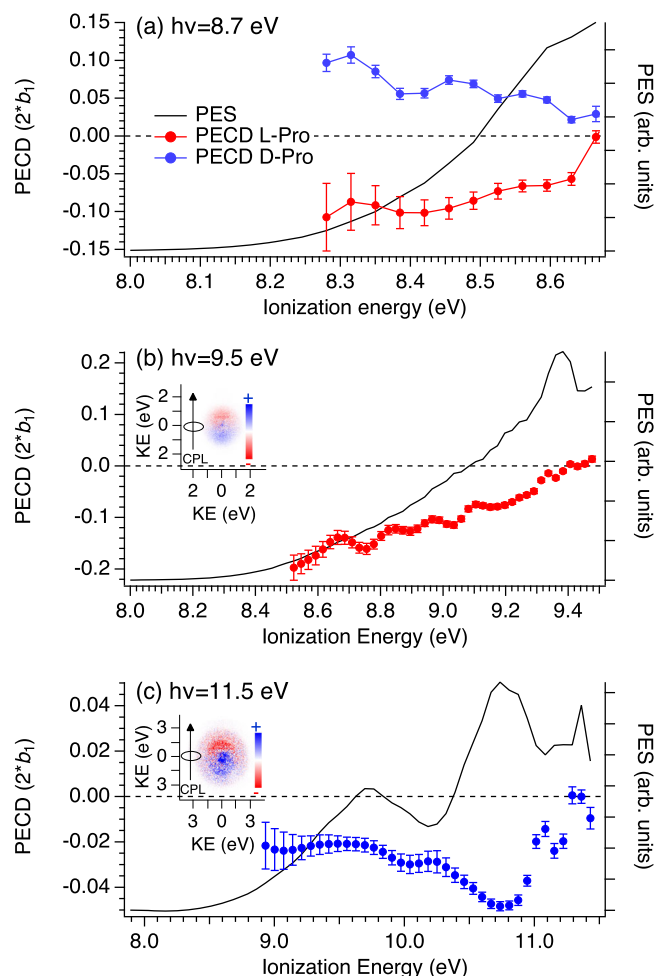 (a) hν=8.7 eV
PES
PECD L-Pro
PECD D-Pro
PECD (2*b1)
0.15
0.10
0.05
0.00
-0.05
-0.10
-0.15
PES (arb. units)
8.0 8.1 8.2 8.3 8.4 8.5 8.6
Ionization energy (eV)
(b) hν=9.5 eV
PECD (2*b1)
0.2
0.1
0.0
-0.1
-0.2
KE (eV)
2
0
2
+
-
CPL
2 0 2
KE (eV)
PES (arb. units)
8.0 8.2 8.4 8.6 8.8 9.0 9.2 9.4
Ionization Energy (eV)
(c) hν=11.5 eV
PECD (2*b1)
0.04
0.02
0.00
-0.02
-0.04
KE (eV)
3
0
3
+
-
CPL
3 0 3
KE (eV)
PES (arb. units)
8.0 9.0 10.0 11.0
Ionization Energy (eV)